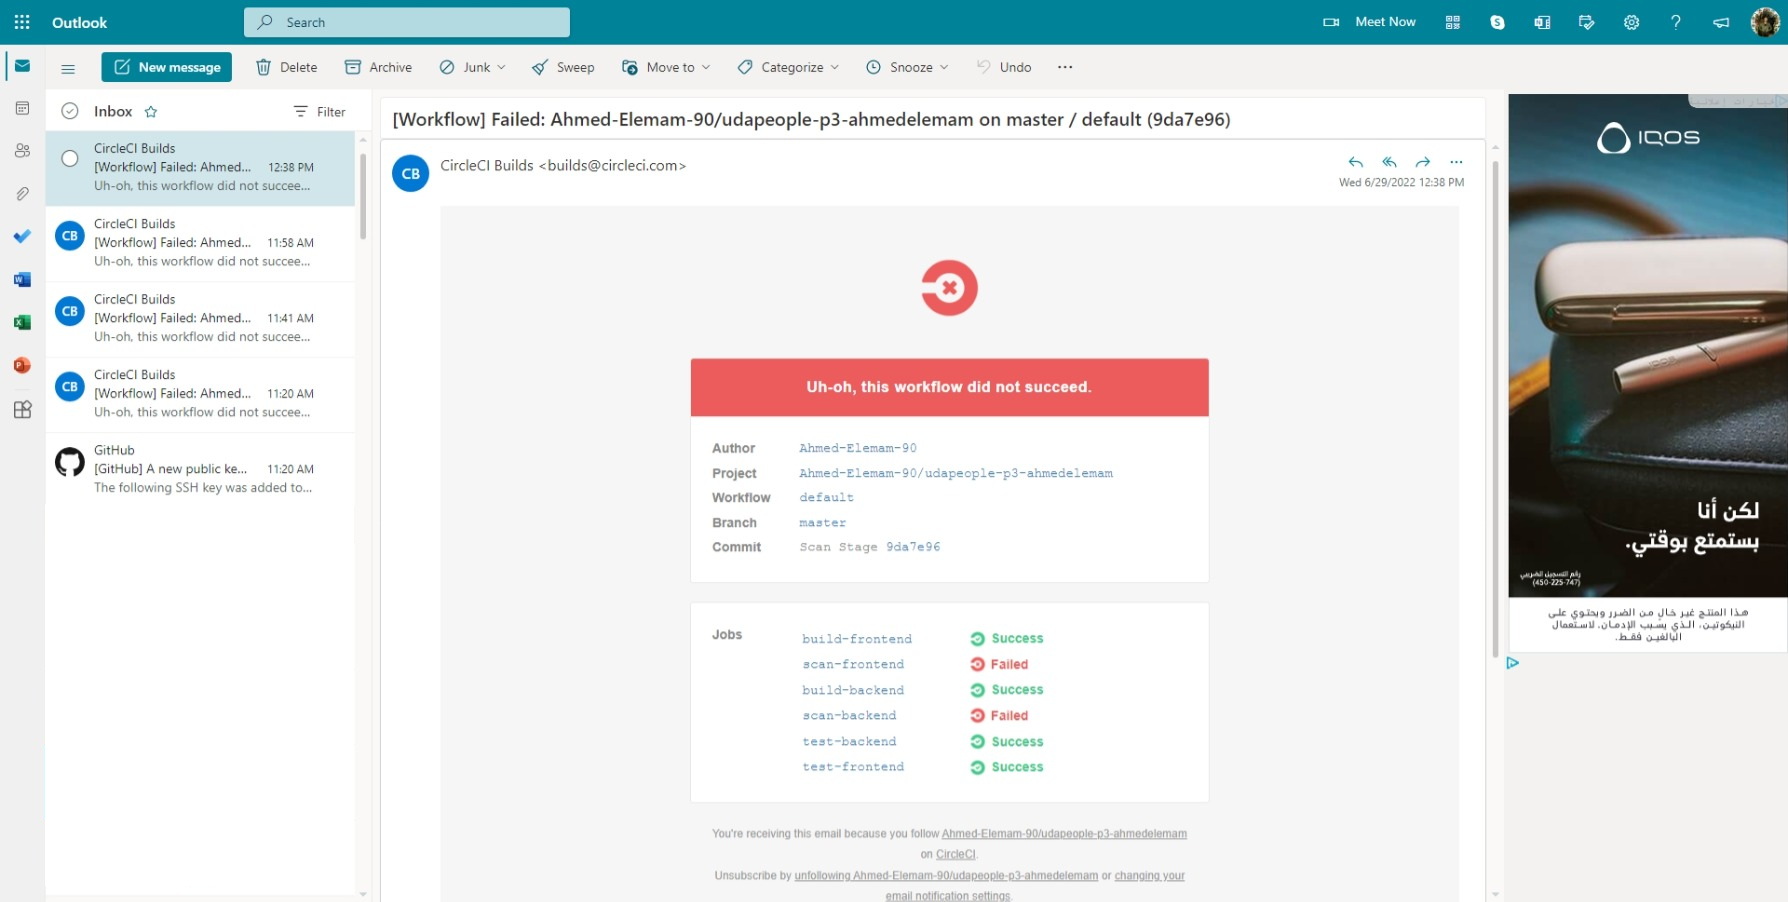 Outlook
Search
Meet Now
New message
Delete
Archive
Junk
Sweep
Move to
Categorize
Snooze
Undo
Inbox
Filter
CircleCI Builds
[Workflow] Failed: Ahmed... 12:38 PM
Uh-oh, this workflow did not succee...
CB
CircleCI Builds
[Workflow] Failed: Ahmed... 11:58 AM
Uh-oh, this workflow did not succee...
CB
CircleCI Builds
[Workflow] Failed: Ahmed... 11:41 AM
Uh-oh, this workflow did not succee...
CB
CircleCI Builds
[Workflow] Failed: Ahmed... 11:20 AM
Uh-oh, this workflow did not succee...
GitHub
[GitHub] A new public ke... 11:20 AM
The following SSH key was added to...
[Workflow] Failed: Ahmed-Elemam-90/udapeople-p3-ahmedelemam on master / default (9da7e96)
CB
CircleCI Builds <builds@circleci.com>
Wed 6/29/2022 12:38 PM
Uh-oh, this workflow did not succeed.
Author Ahmed-Elemam-90
Project Ahmed-Elemam-90/udapeople-p3-ahmedelemam
Workflow default
Branch master
Commit Scan Stage 9da7e96
Jobs
build-frontend Success
scan-frontend Failed
build-backend Success
scan-backend Failed
test-backend Success
test-frontend Success
You're receiving this email because you follow Ahmed-Elemam-90/udapeople-p3-ahmedelemam
on CircleCI.
Unsubscribe by unfollowing Ahmed-Elemam-90/udapeople-p3-ahmedelemam or changing your
email notification settings.
IQOS
IQOS
لكن أنا
بستمتع بوقتي.
رقم التسجيل الضريبي
(450-225-747)
هذا المنتج غير خالٍ من الضرر ويحتوي على
النيكوتين، الذي يسبب الإدمان. لاستعمال
البالغين فقط.